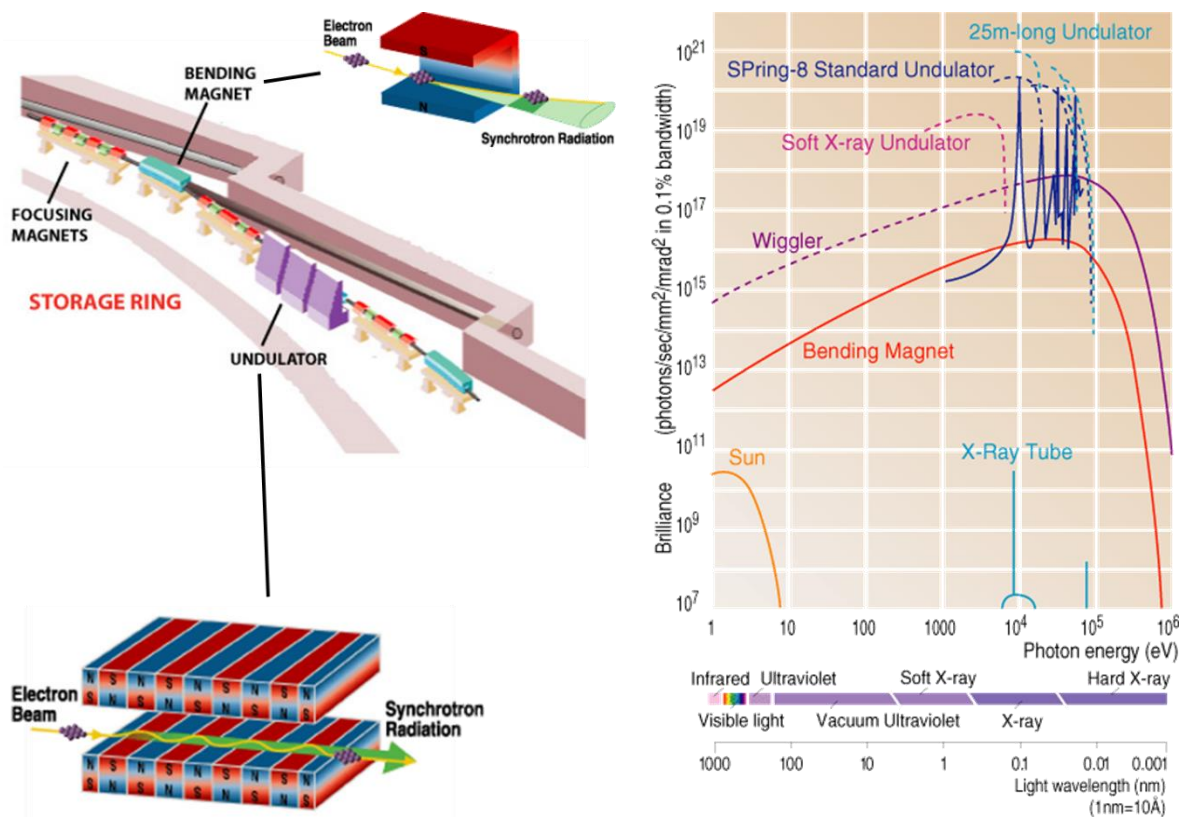 Electron
Beam
S
N
Synchrotron Radiation
BENDING
MAGNET
FOCUSING
MAGNETS
STORAGE RING
UNDULATOR
N S N S N S N S N
S N S N S N S N S
Electron
Beam
Synchrotron
Radiation
S N S N S N S N S
N S N S N S N S N
Brilliance (photons/sec/mm²/mrad² in 0.1% bandwidth)
10²¹
10¹⁹
10¹⁷
10¹⁵
10¹³
10¹¹
10⁹
10⁷
25m-long Undulator
SPring-8 Standard Undulator
Soft X-ray Undulator
Wiggler
Bending Magnet
Sun
X-Ray Tube
1 10 100 1000 10⁴ 10⁵ 10⁶
Photon energy (eV)
Infrared Ultraviolet Soft X-ray Hard X-ray
Visible light Vacuum Ultraviolet X-ray
1000 100 10 1 0.1 0.01 0.001
Light wavelength (nm)
(1nm=10Å)